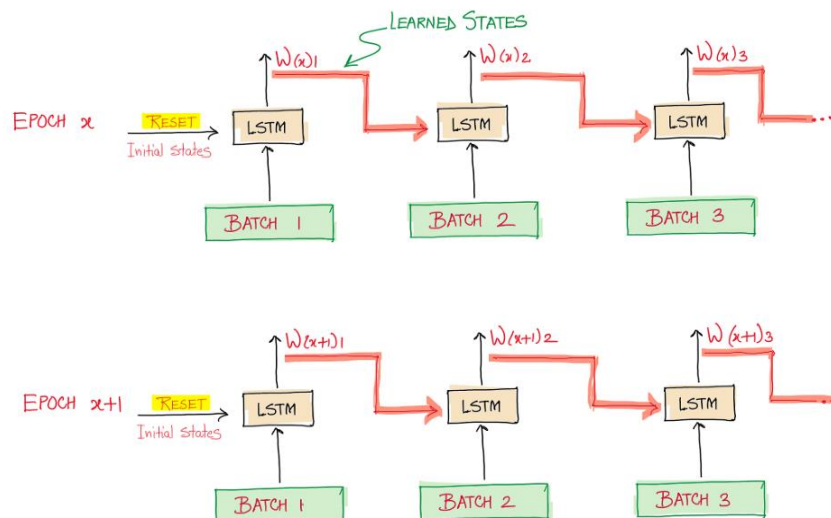 LEARNED STATES
W(x)1
W(x)2
W(x)3
EPOCH x
RESET
Initial States
LSTM
LSTM
LSTM
...
BATCH 1
BATCH 2
BATCH 3
W(x+1)1
W(x+1)2
W(x+1)3
EPOCH x+1
RESET
Initial States
LSTM
LSTM
LSTM
BATCH 1
BATCH 2
BATCH 3